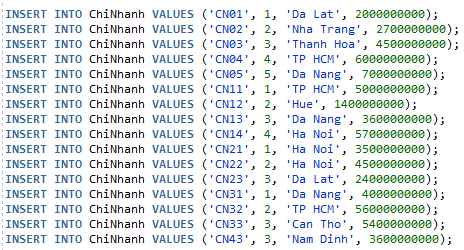 INSERT INTO ChiNhanh VALUES ('CN01', 1, 'Da Lat', 2000000000);
INSERT INTO ChiNhanh VALUES ('CN02', 2, 'Nha Trang', 2700000000);
INSERT INTO ChiNhanh VALUES ('CN03', 3, 'Thanh Hoa', 4500000000);
INSERT INTO ChiNhanh VALUES ('CN04', 4, 'TP HCM', 6000000000);
INSERT INTO ChiNhanh VALUES ('CN05', 5, 'Da Nang', 7000000000);
INSERT INTO ChiNhanh VALUES ('CN11', 1, 'TP HCM', 5000000000);
INSERT INTO ChiNhanh VALUES ('CN12', 2, 'Hue', 1400000000);
INSERT INTO ChiNhanh VALUES ('CN13', 3, 'Da Nang', 3600000000);
INSERT INTO ChiNhanh VALUES ('CN14', 4, 'Ha Noi', 5700000000);
INSERT INTO ChiNhanh VALUES ('CN21', 1, 'Ha Noi', 3500000000);
INSERT INTO ChiNhanh VALUES ('CN22', 2, 'Ha Noi', 4500000000);
INSERT INTO ChiNhanh VALUES ('CN23', 3, 'Da Lat', 2400000000);
INSERT INTO ChiNhanh VALUES ('CN31', 1, 'Da Nang', 4000000000);
INSERT INTO ChiNhanh VALUES ('CN32', 2, 'TP HCM', 5600000000);
INSERT INTO ChiNhanh VALUES ('CN33', 3, 'Can Tho', 5400000000);
INSERT INTO ChiNhanh VALUES ('CN43', 3, 'Nam Dinh', 3600000000);